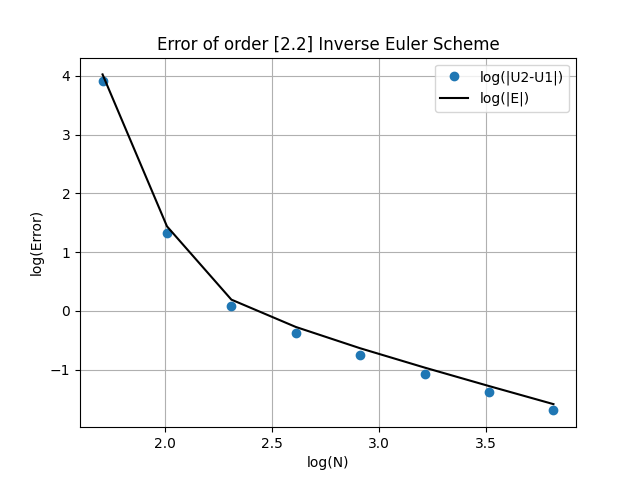 Error of order [2.2] Inverse Euler Scheme
log(|U2-U1|)
log(|E|)
log(Error)
4
3
2
1
0
−1
2.0
2.5
3.0
3.5
log(N)